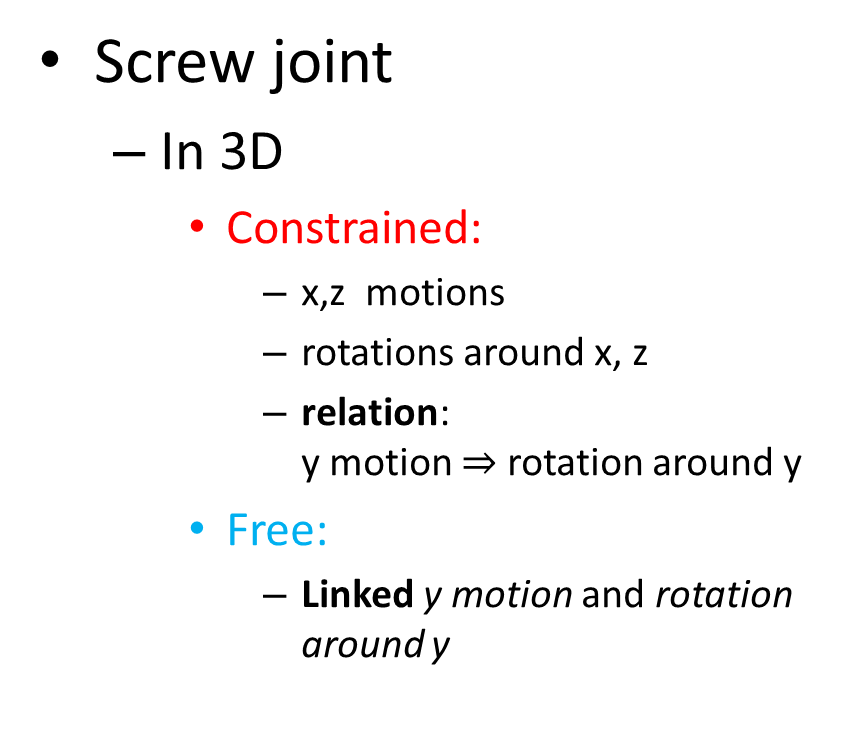 • Screw joint
– In 3D
• Constrained:
– x,z motions
– rotations around x, z
– relation:
y motion ⇒ rotation around y
• Free:
– Linked y motion and rotation
around y